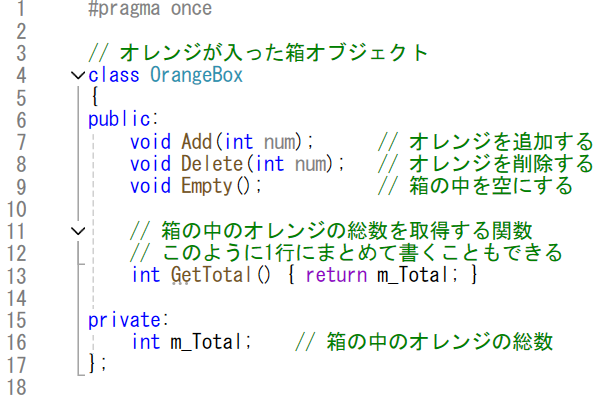 1 #pragma once
2
3 // オレンジが入った箱オブジェクト
4 class OrangeBox
5 {
6 public:
7 void Add(int num); // オレンジを追加する
8 void Delete(int num); // オレンジを削除する
9 void Empty(); // 箱の中を空にする
10
11 // 箱の中のオレンジの総数を取得する関数
12 // このように1行にまとめて書くこともできる
13 int GetTotal() { return m_Total; }
14
15 private:
16 int m_Total; // 箱の中のオレンジの総数
17 };
18